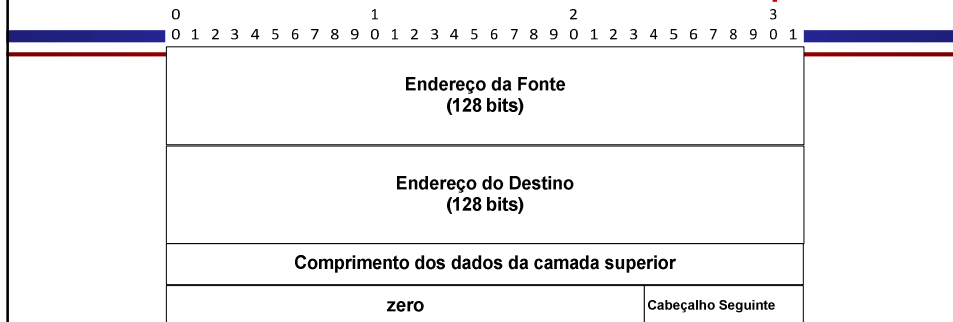 0 1 2 3
0 1 2 3 4 5 6 7 8 9 0 1 2 3 4 5 6 7 8 9 0 1 2 3 4 5 6 7 8 9 0 1
Endereço da Fonte
(128 bits)
Endereço do Destino
(128 bits)
Comprimento dos dados da camada superior
zero Cabeçalho Seguinte